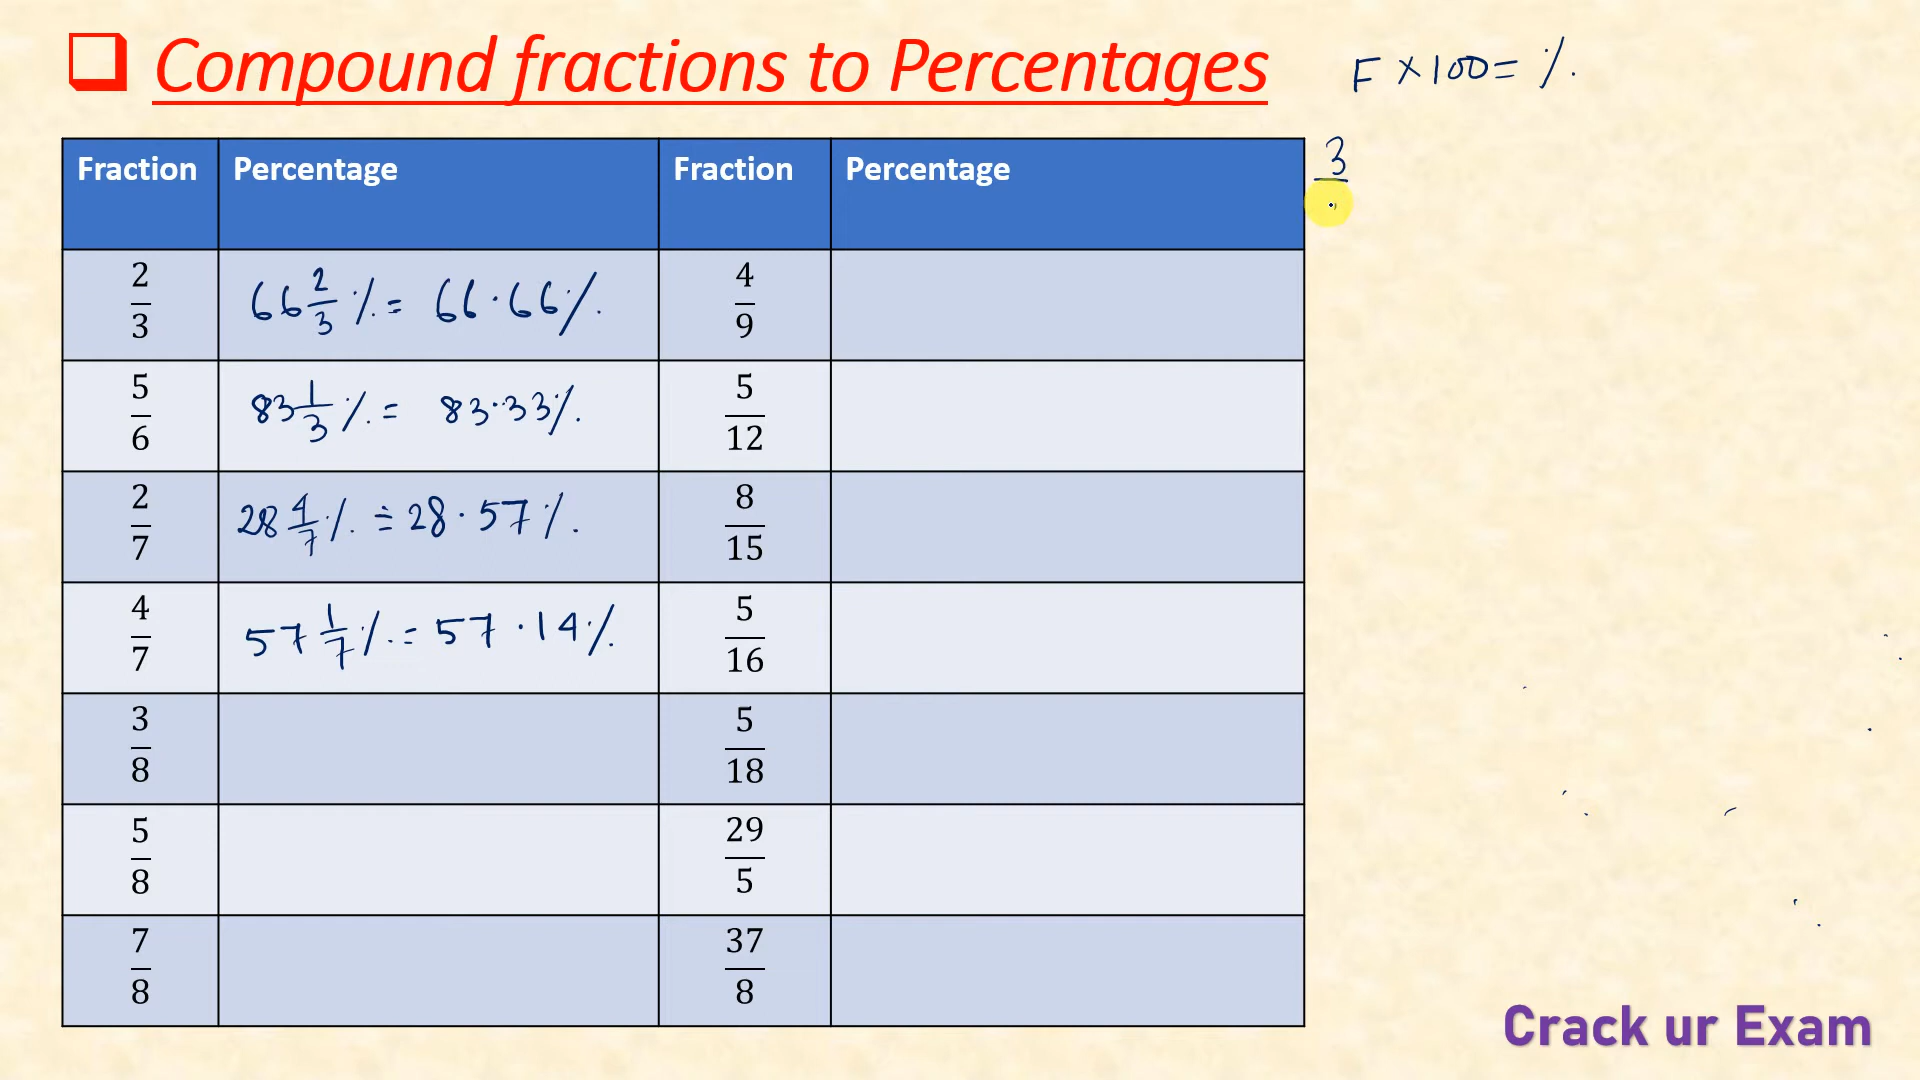 Compound fractions to Percentages
F × 100 = %
Fraction Percentage Fraction Percentage
3
2/3 66 2/3 % = 66.66%
4/9
5/6 83 1/3 % = 83.33%
5/12
2/7 28 4/7 % = 28.57%
8/15
4/7 57 1/7 % = 57.14%
5/16
3/8
5/18
5/8
29/5
7/8
37/8
Crack ur Exam